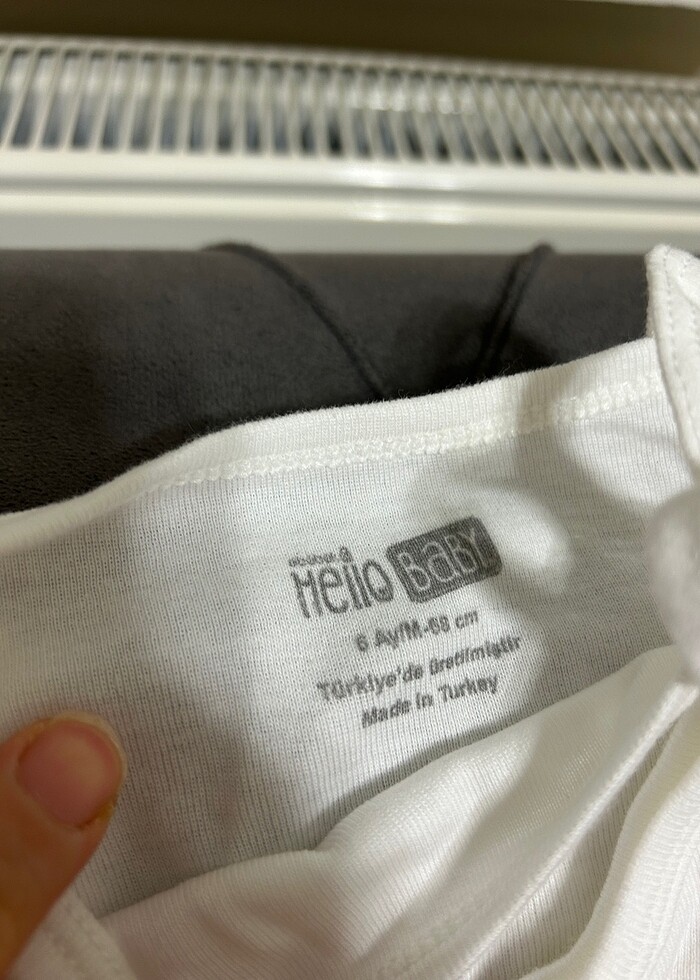 Hello BABY
6 Ay/M-68 cm
Türkiye'de üretilmiştir
Made in Turkey